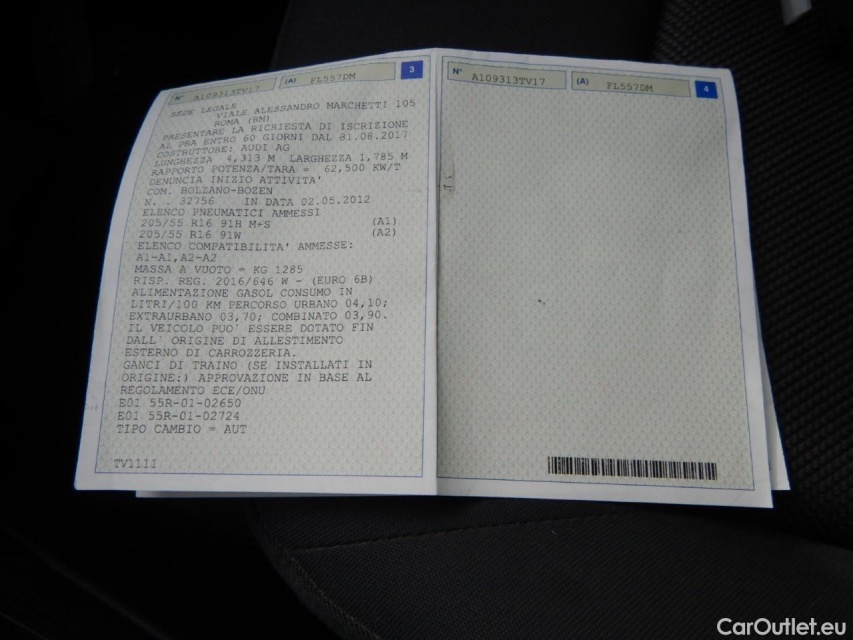 N° A109313TV17 (A) FL557DM 3
SEDE LEGALE
VIALE ALESSANDRO MARCHETTI 105
ROMA (RM)
PRESENTARE LA RICHIESTA DI ISCRIZIONE
AL PRA ENTRO 60 GIORNI DAL 31.08.2017
COSTRUTTORE: AUDI AG
LUNGHEZZA 4,313 M LARGHEZZA 1,785 M
RAPPORTO POTENZA/TARA = 62,500 KW/T
DENUNCIA INIZIO ATTIVITA'
COM. BOLZANO-BOZEN
N. . 32756 IN DATA 02.05.2012
ELENCO PNEUMATICI AMMESSI
205/55 R16 91H M+S (A1)
205/55 R16 91W (A2)
ELENCO COMPATIBILITA' AMMESSE:
A1-A1,A2-A2
MASSA A VUOTO = KG 1285
RISP. REG. 2016/646 W - (EURO 6B)
ALIMENTAZIONE GASOL CONSUMO IN
LITRI/100 KM PERCORSO URBANO 04,10;
EXTRAURBANO 03,70; COMBINATO 03,90.
IL VEICOLO PUO' ESSERE DOTATO FIN
DALL' ORIGINE DI ALLESTIMENTO
ESTERNO DI CARROZZERIA.
GANCI DI TRAINO (SE INSTALLATI IN
ORIGINE:) APPROVAZIONE IN BASE AL
REGOLAMENTO ECE/ONU
E01 55R-01-02650
E01 55R-01-02724
TIPO CAMBIO = AUT
TV1111
N° A109313TV17 (A) FL557DM 4
CarOutlet.eu